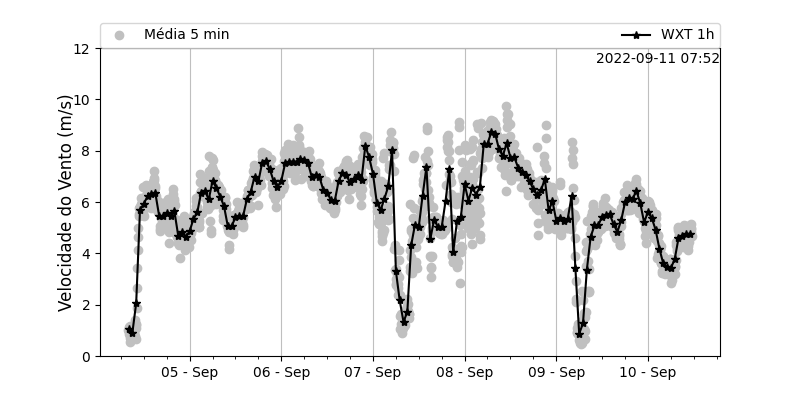 Média 5 min
WXT 1h
2022-09-11 07:52
Velocidade do Vento (m/s)
12
10
8
6
4
2
0
05 - Sep
06 - Sep
07 - Sep
08 - Sep
09 - Sep
10 - Sep